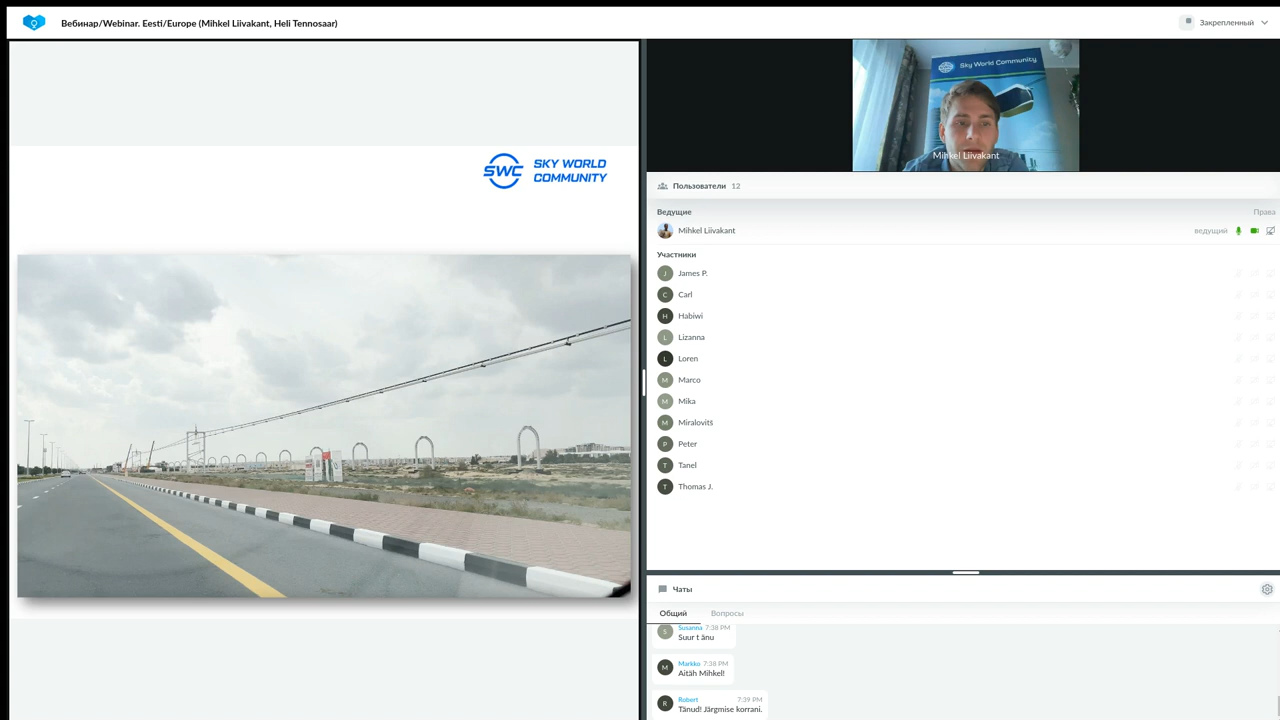 Вебинар/Webinar. Eesti/Europe (Mihkel Liivakant, Heli Tennosaar)
Закрепленный
SWC
SKY WORLD
COMMUNITY
Sky World Community
Mihkel Liivakant
Пользователи 12
Ведущие
Права
Mihkel Liivakant
ведущий
Участники
J James P.
C Carl
H Habiwi
L Lizanna
L Loren
M Marco
M Mika
M Miralovitš
P Peter
T Tanel
T Thomas J.
Чаты
Общий
Вопросы
S Susanna 7:38 PM
Suur t änu
M Markko 7:38 PM
Aitäh Mihkel!
R Robert 7:39 PM
Tänud! Järgmise korrani.